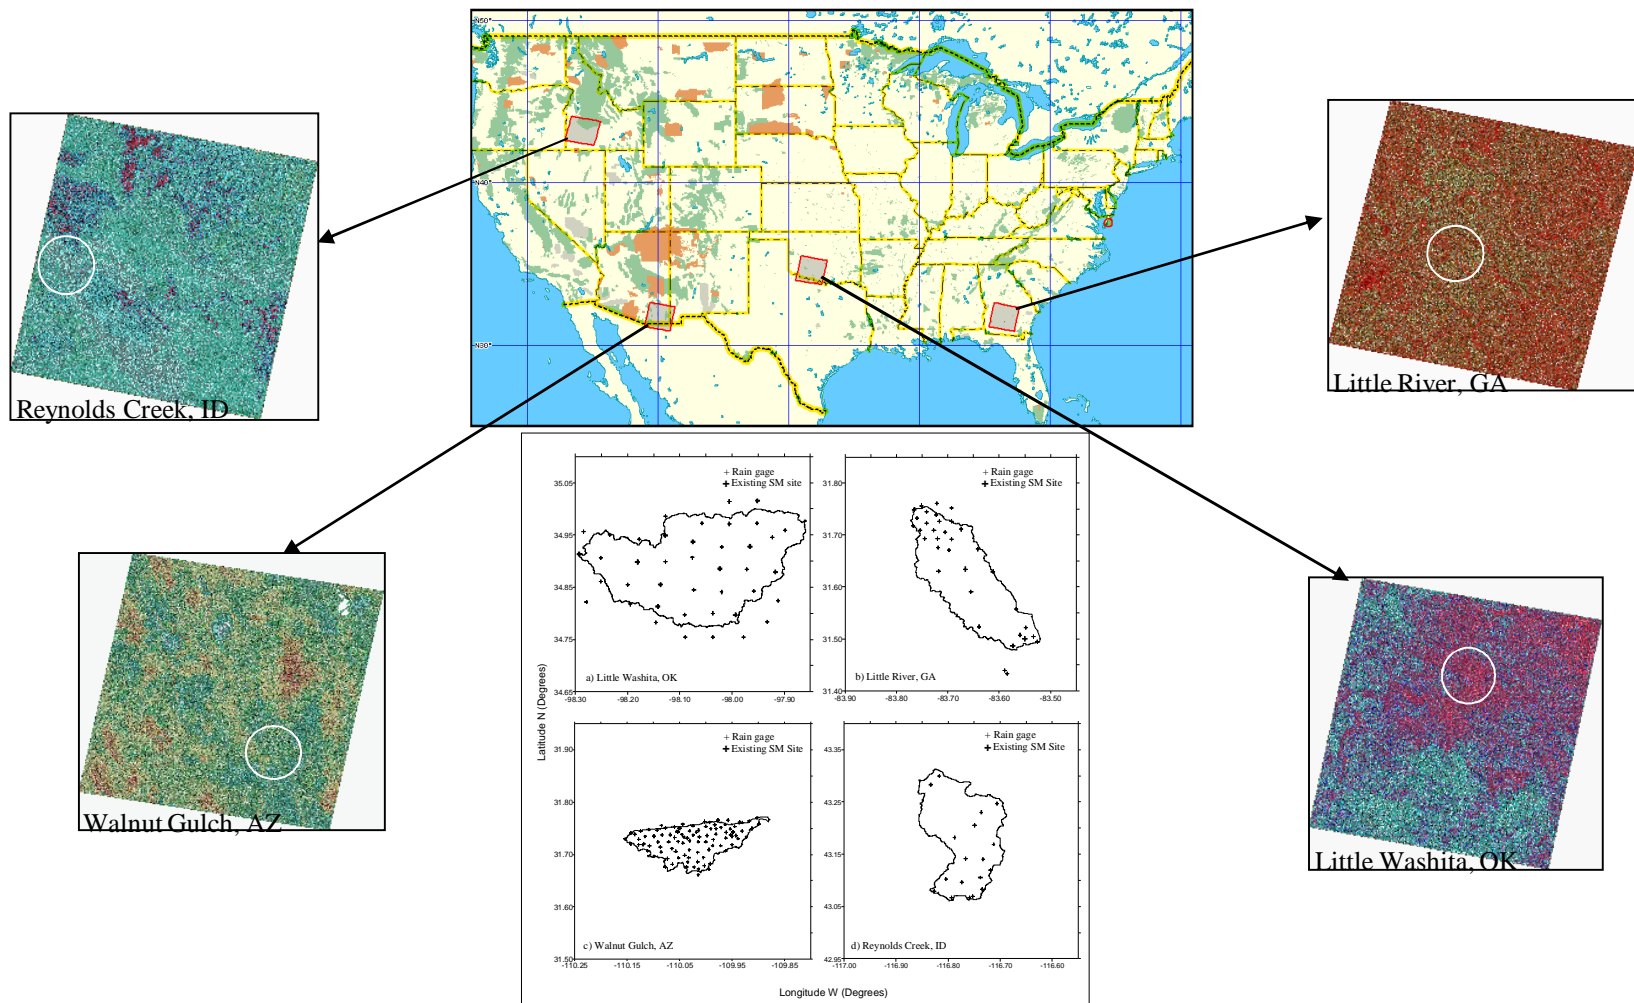 N50°
N40°
N30°
Reynolds Creek, ID
Little River, GA
Walnut Gulch, AZ
Little Washita, OK
+ Rain gage
+ Existing SM site
35.05
34.95
34.85
34.75
34.65
-98.30 -98.20 -98.10 -98.00 -97.90
a) Little Washita, OK
+ Rain gage
+ Existing SM Site
31.80
31.70
31.60
31.50
31.40
-83.90 -83.80 -83.70 -83.60 -83.50
b) Little River, GA
Latitude N (Degrees)
+ Rain gage
+ Existing SM Site
31.90
31.80
31.70
31.60
31.50
-110.25 -110.15 -110.05 -109.95 -109.85
c) Walnut Gulch, AZ
+ Rain gage
+ Existing SM Site
43.35
43.25
43.15
43.05
42.95
-117.00 -116.90 -116.80 -116.70 -116.60
d) Reynolds Creek, ID
Longitude W (Degrees)